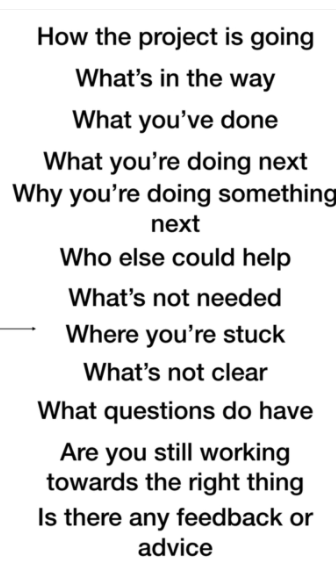 How the project is going
What's in the way
What you've done
What you're doing next
Why you're doing something
next
Who else could help
What's not needed
Where you're stuck
What's not clear
What questions do have
Are you still working
towards the right thing
Is there any feedback or
advice